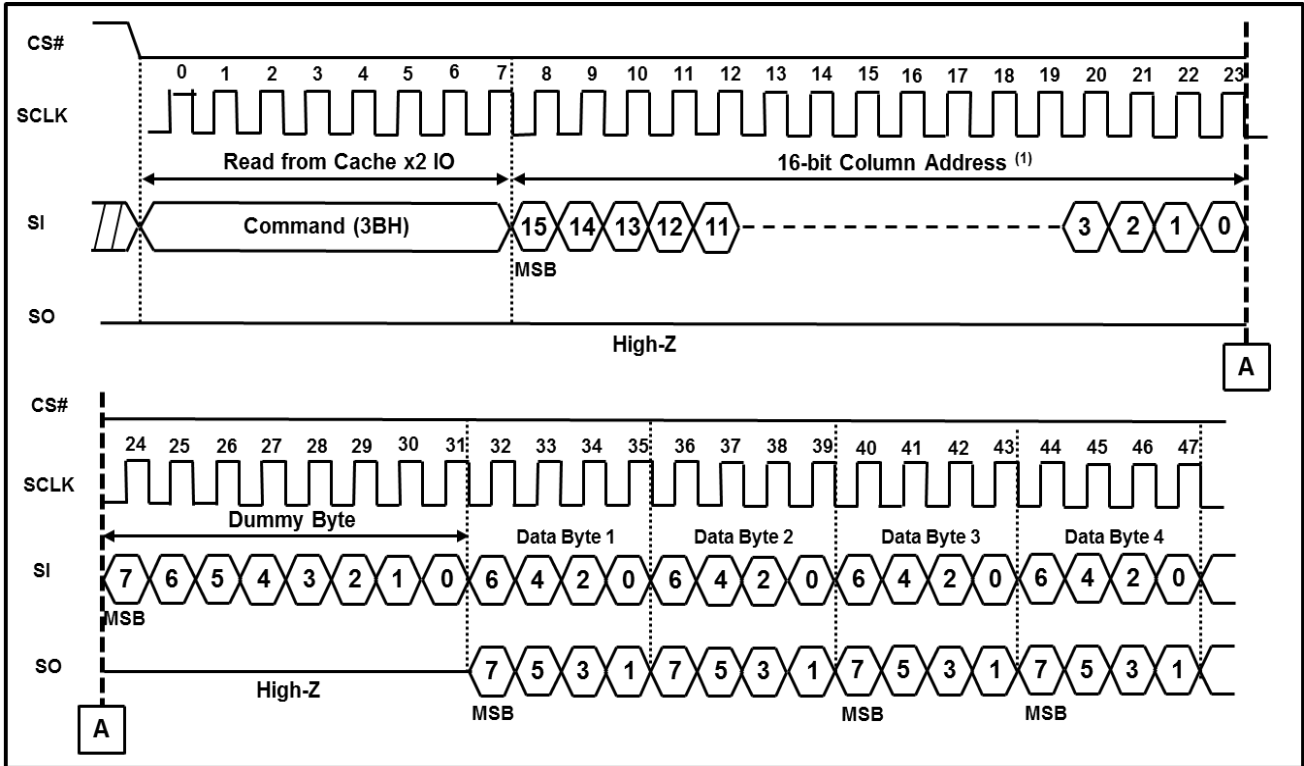 CS#
0 1 2 3 4 5 6 7 8 9 10 11 12 13 14 15 16 17 18 19 20 21 22 23
SCLK
Read from Cache x2 IO 16-bit Column Address (1)
SI Command (3BH) 15 14 13 12 11 3 2 1 0
MSB
SO
High-Z
A
CS#
24 25 26 27 28 29 30 31 32 33 34 35 36 37 38 39 40 41 42 43 44 45 46 47
SCLK
Dummy Byte Data Byte 1 Data Byte 2 Data Byte 3 Data Byte 4
SI 7 6 5 4 3 2 1 0 6 4 2 0 6 4 2 0 6 4 2 0 6 4 2 0
MSB
SO 7 5 3 1 7 5 3 1 7 5 3 1 7 5 3 1
High-Z
MSB MSB MSB
A